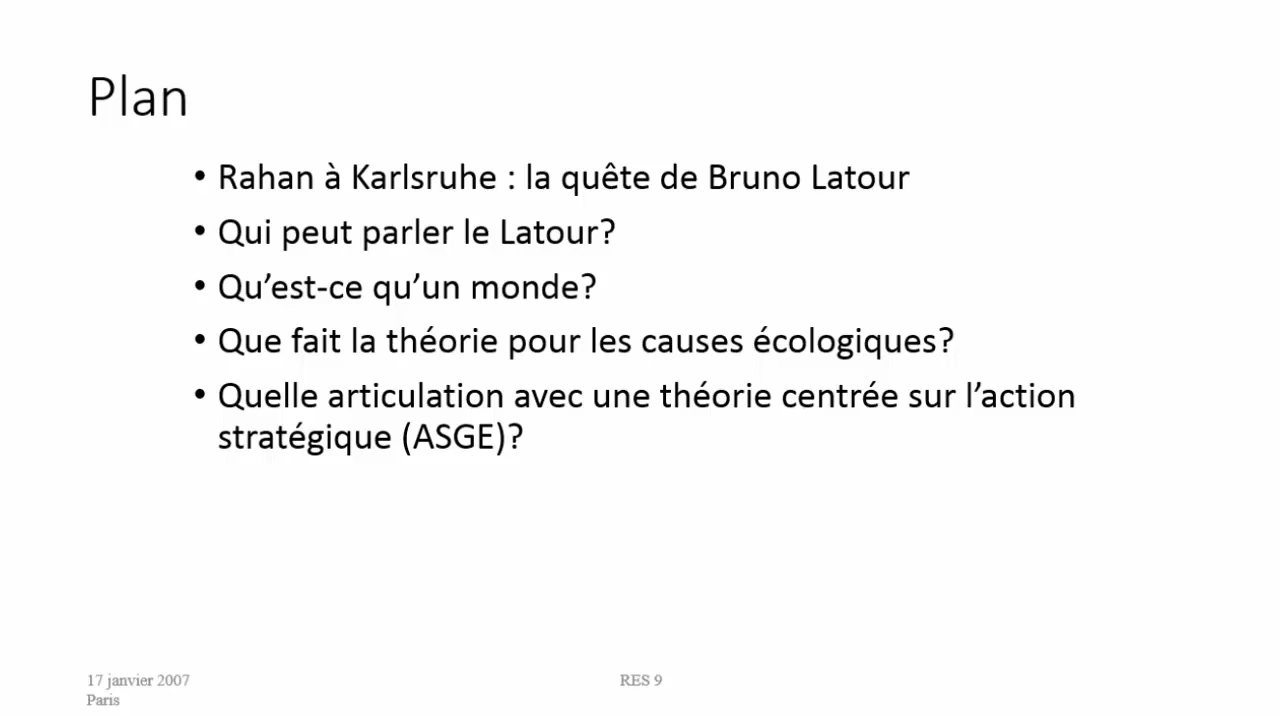 Plan
• Rahan à Karlsruhe : la quête de Bruno Latour
• Qui peut parler le Latour?
• Qu’est-ce qu’un monde?
• Que fait la théorie pour les causes écologiques?
• Quelle articulation avec une théorie centrée sur l’action
stratégique (ASGE)?
17 janvier 2007
Paris
RES 9